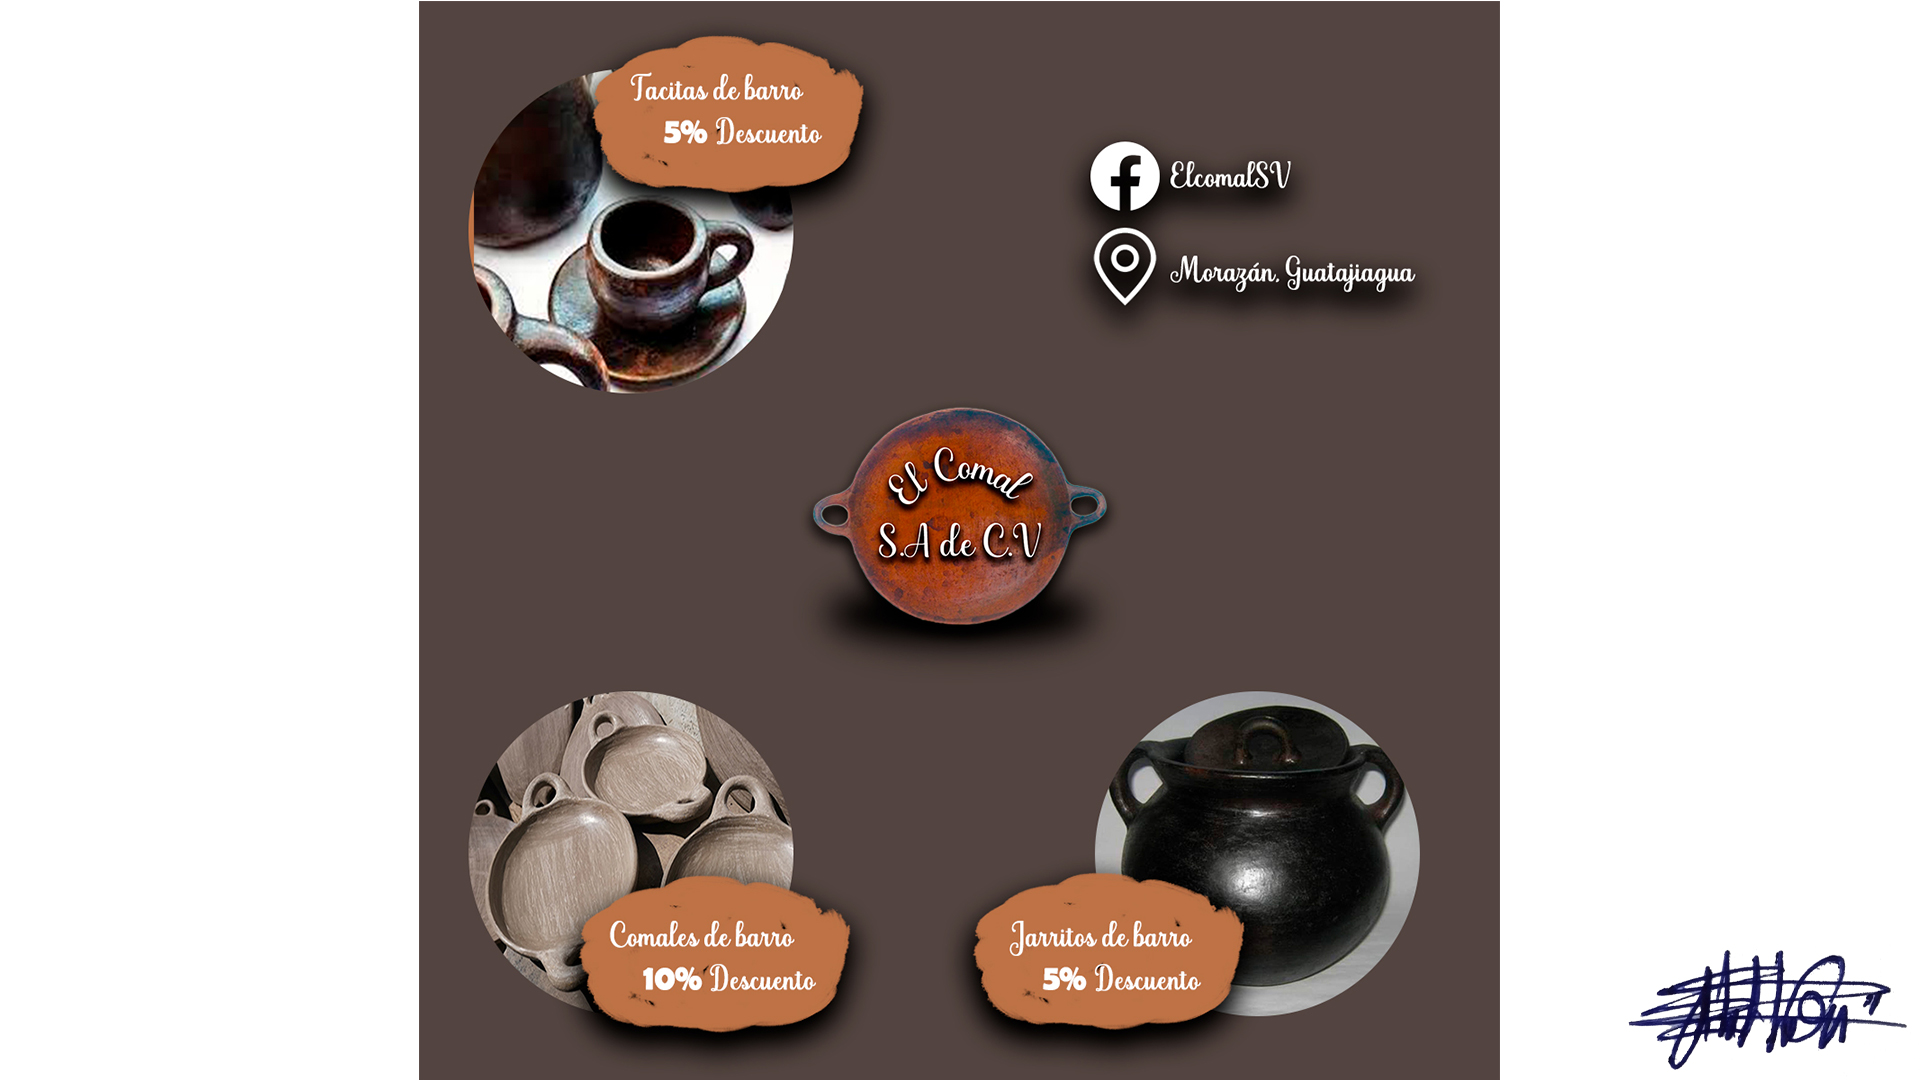 Tacitas de barro
5% Descuento
ElcomalSV
Morazán, Guatajiagua
El Comal
S.A de C.V
Comales de barro
10% Descuento
Jarritos de barro
5% Descuento